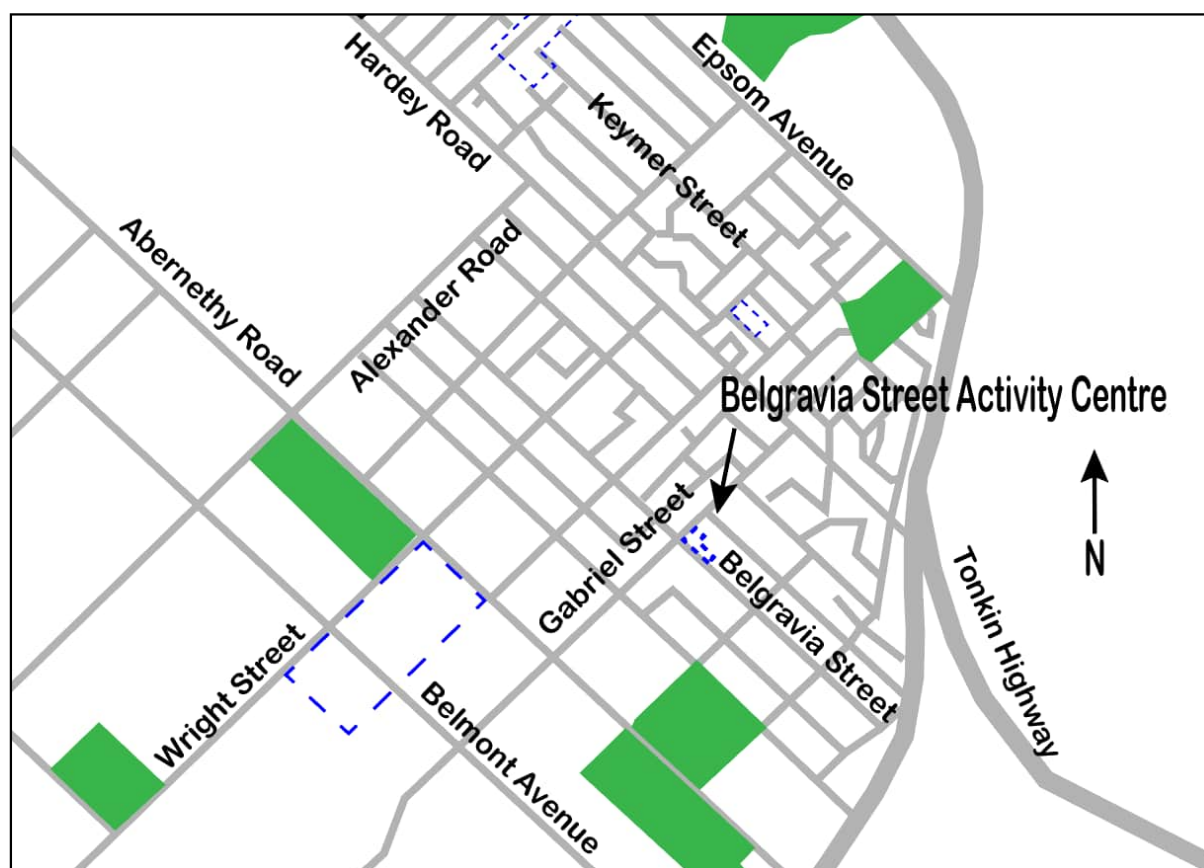 Hardey Road
Epsom Avenue
Keymer Street
Abernethy Road
Alexander Road
Belgravia Street Activity Centre
N
Gabriel Street
Belgravia Street
Tonkin Highway
Wright Street
Belmont Avenue